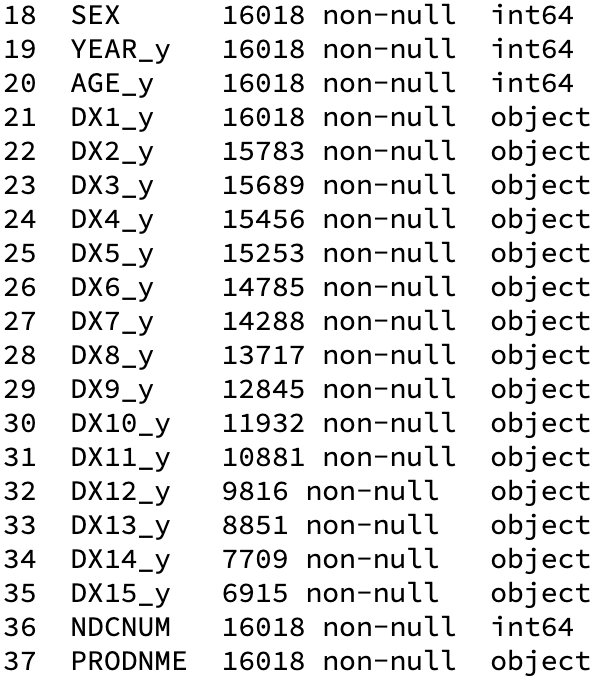 18 SEX 16018 non-null int64
19 YEAR_y 16018 non-null int64
20 AGE_y 16018 non-null int64
21 DX1_y 16018 non-null object
22 DX2_y 15783 non-null object
23 DX3_y 15689 non-null object
24 DX4_y 15456 non-null object
25 DX5_y 15253 non-null object
26 DX6_y 14785 non-null object
27 DX7_y 14288 non-null object
28 DX8_y 13717 non-null object
29 DX9_y 12845 non-null object
30 DX10_y 11932 non-null object
31 DX11_y 10881 non-null object
32 DX12_y 9816 non-null object
33 DX13_y 8851 non-null object
34 DX14_y 7709 non-null object
35 DX15_y 6915 non-null object
36 NDCNUM 16018 non-null int64
37 PRODNME 16018 non-null object